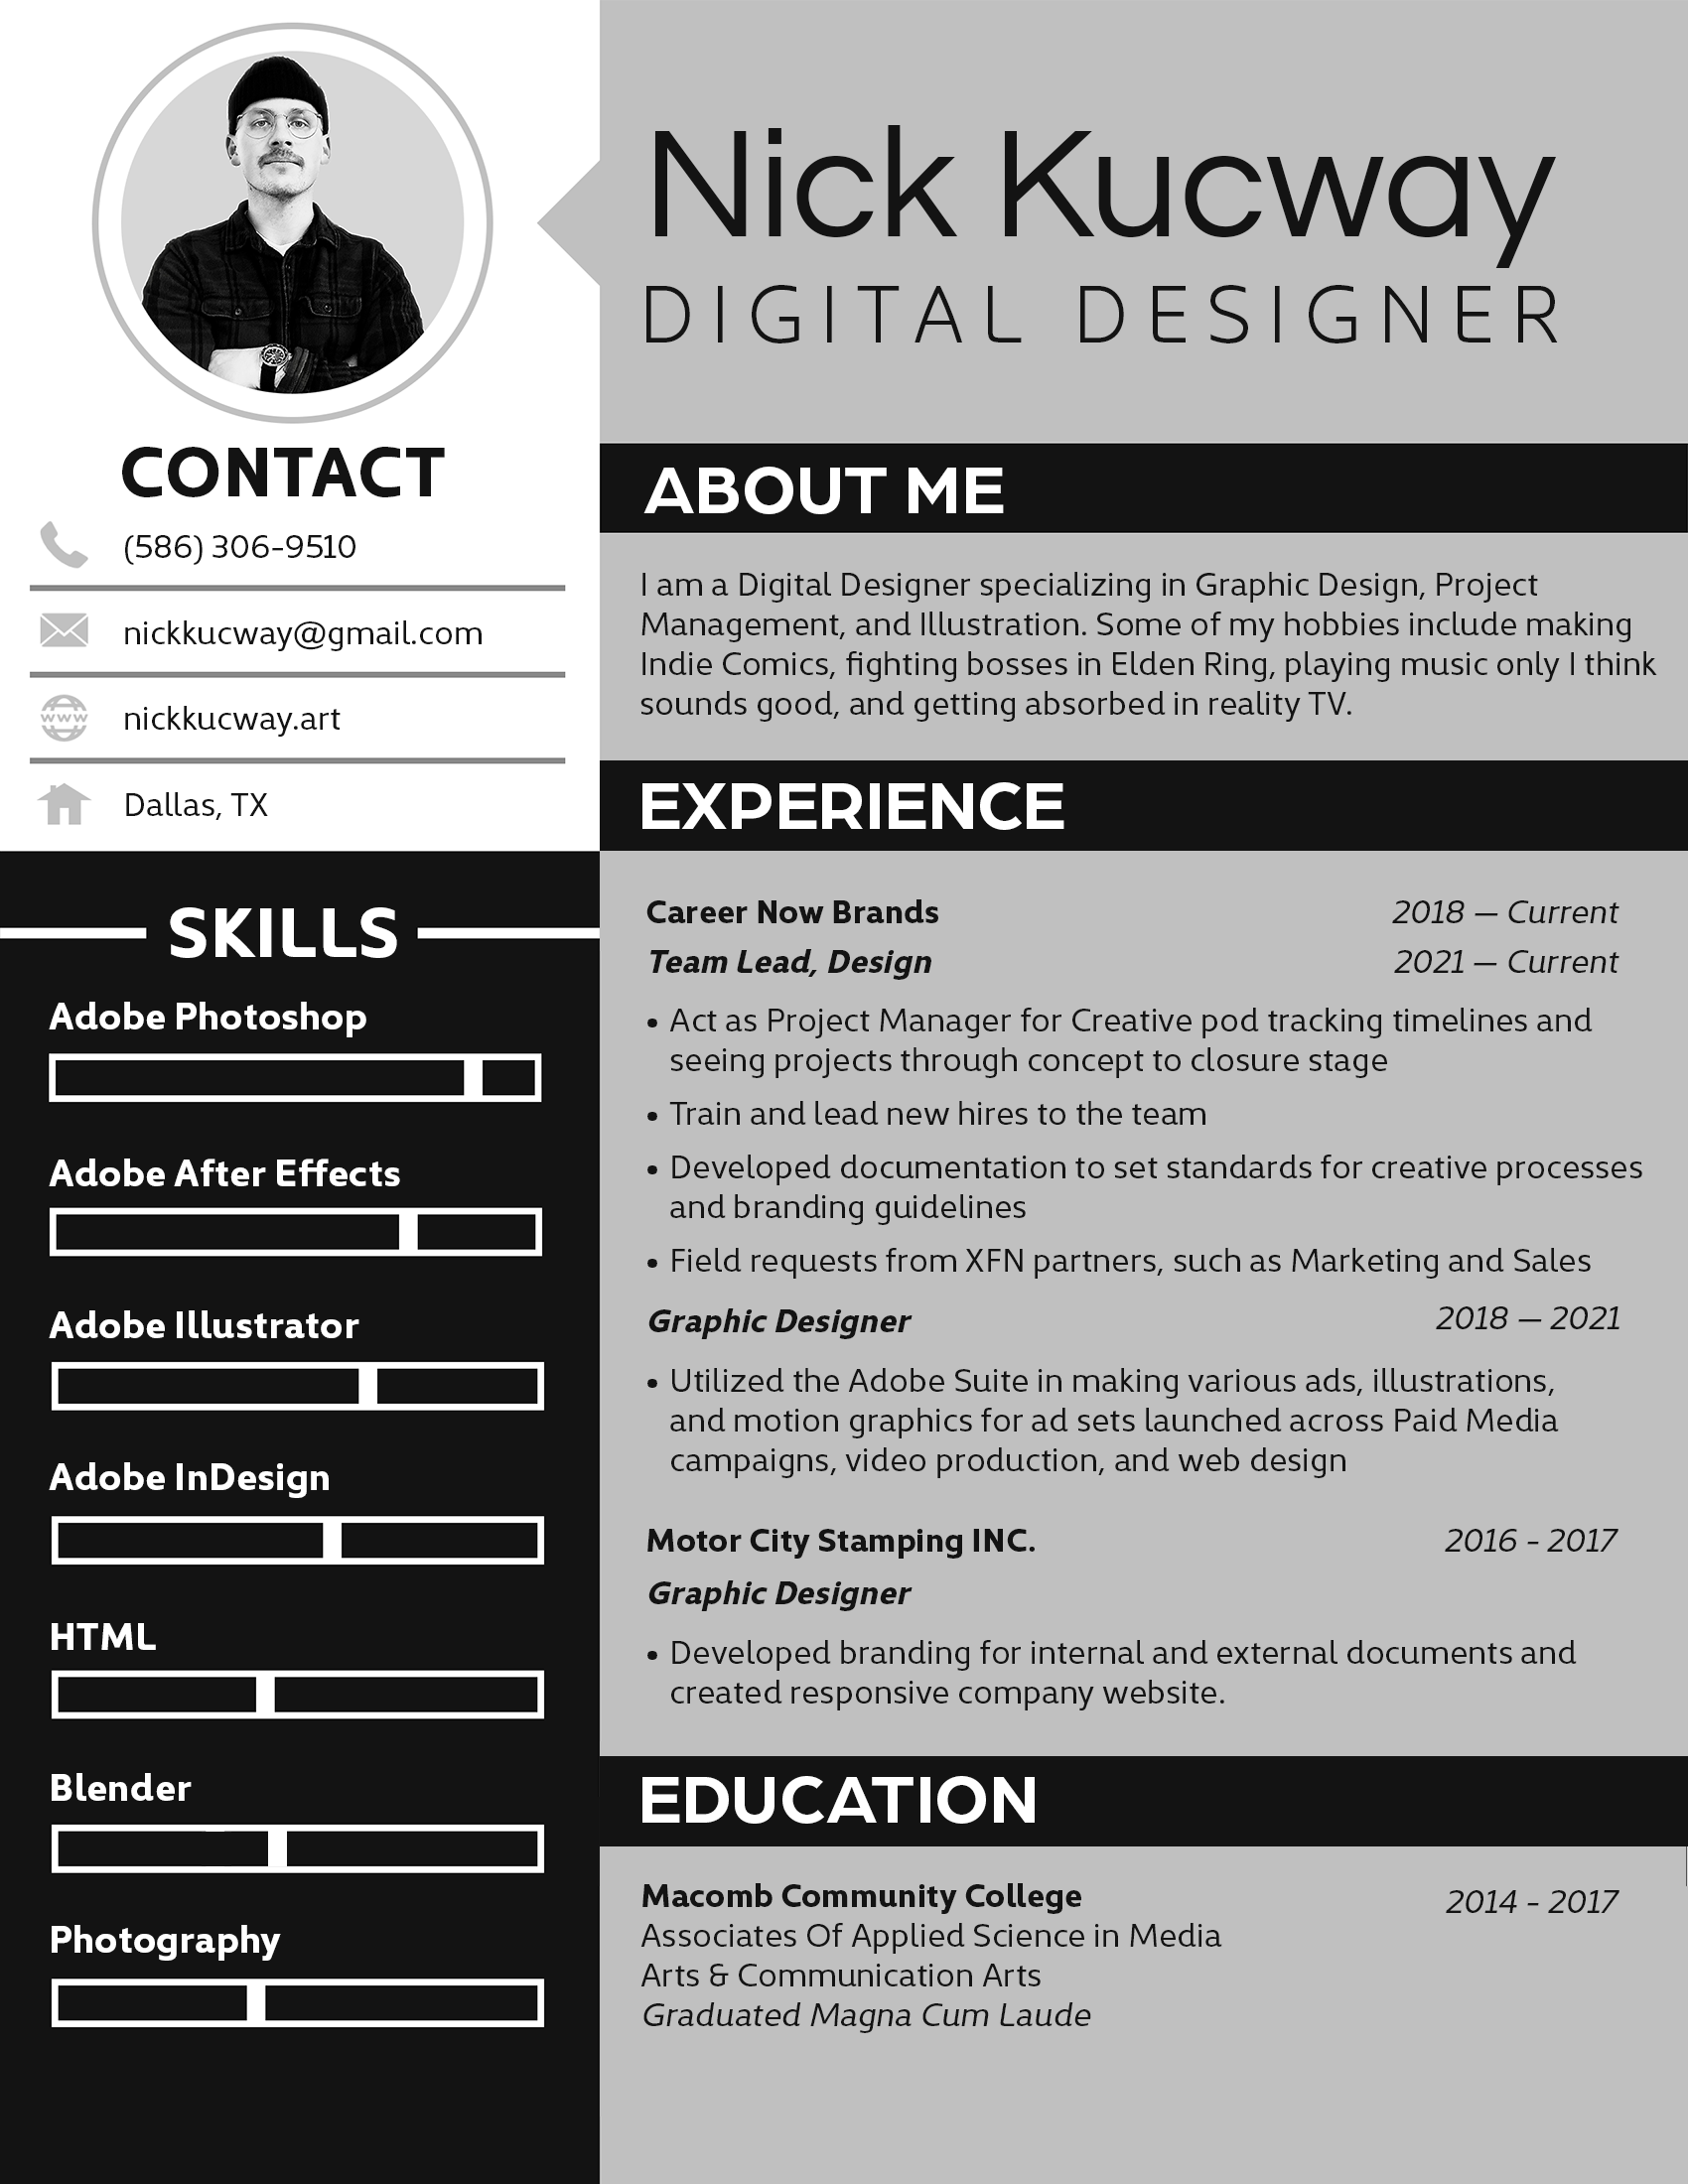 Nick Kucway
DIGITAL DESIGNER
CONTACT
(586) 306-9510
nickkucway@gmail.com
www
nickkucway.art
Dallas, TX
SKILLS
Adobe Photoshop
Adobe After Effects
Adobe Illustrator
Adobe InDesign
HTML
Blender
Photography
ABOUT ME
I am a Digital Designer specializing in Graphic Design, Project
Management, and Illustration. Some of my hobbies include making
Indie Comics, fighting bosses in Elden Ring, playing music only I think
sounds good, and getting absorbed in reality TV.
EXPERIENCE
Career Now Brands 2018 — Current
Team Lead, Design 2021 — Current
• Act as Project Manager for Creative pod tracking timelines and
seeing projects through concept to closure stage
• Train and lead new hires to the team
• Developed documentation to set standards for creative processes
and branding guidelines
• Field requests from XFN partners, such as Marketing and Sales
Graphic Designer 2018 — 2021
• Utilized the Adobe Suite in making various ads, illustrations,
and motion graphics for ad sets launched across Paid Media
campaigns, video production, and web design
Motor City Stamping INC. 2016 - 2017
Graphic Designer
• Developed branding for internal and external documents and
created responsive company website.
EDUCATION
Macomb Community College 2014 - 2017
Associates Of Applied Science in Media
Arts & Communication Arts
Graduated Magna Cum Laude